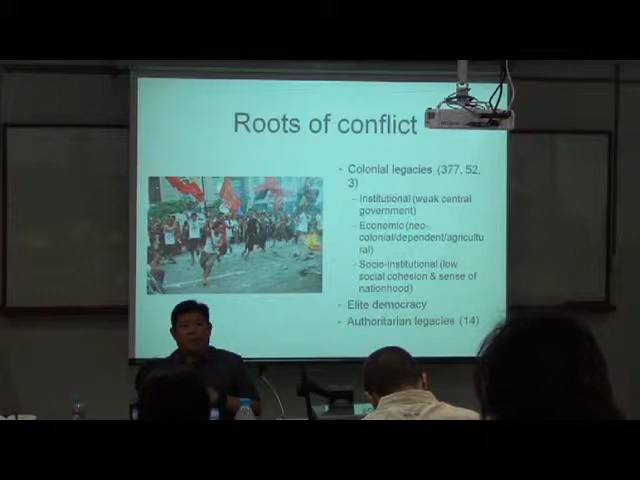 Roots of conflict
- Colonial legacies (377, 52,
3)
– Institutional (weak central
government)
– Economic (neo-
colonial/dependent/agricultu
ral)
– Socio-institutional (low
social cohesion & sense of
nationhood)
- Elite democracy
- Authoritarian legacies (14)